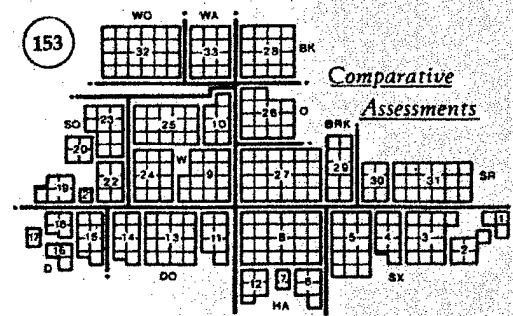 WO WA
153
32 33 28 BK
Comparative
Assessments
23 25 10 26 O
SO BRK
20 W
24 9 27 29
19 22 30 31 SR
18 15 14 13 11 8 5 4 3 2 1
17
16
D DO 12 7 6 SX
HA